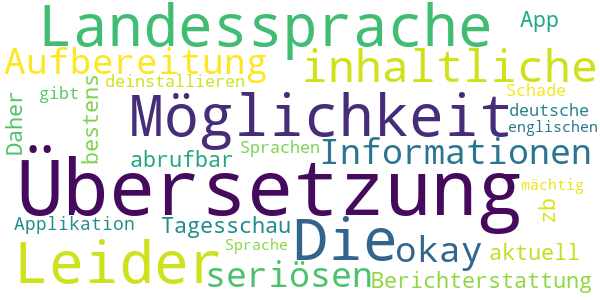 Landessprache App
Aufbereitung inhaltliche
deinstallieren
Daher gibt bestens Möglichkeit Schade
deutsche
englischen
abrufbar Sprachen Informationen
Übersetzung mächtig
zb
Applikation Tagesschau Die okay aktuell
Leider Sprache
seriösen Berichterstattung